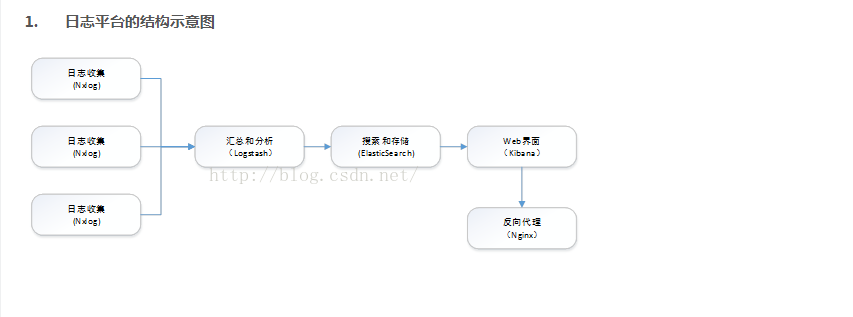 1. 日志平台的结构示意图
日志收集
(Nxlog)
日志收集
(Nxlog)
汇总和分析
（Logstash）
搜索和存储
(ElasticSearch)
Web界面
（Kibana）
http://blog.csdn.net/
日志收集
(Nxlog)
反向代理
（Nginx）